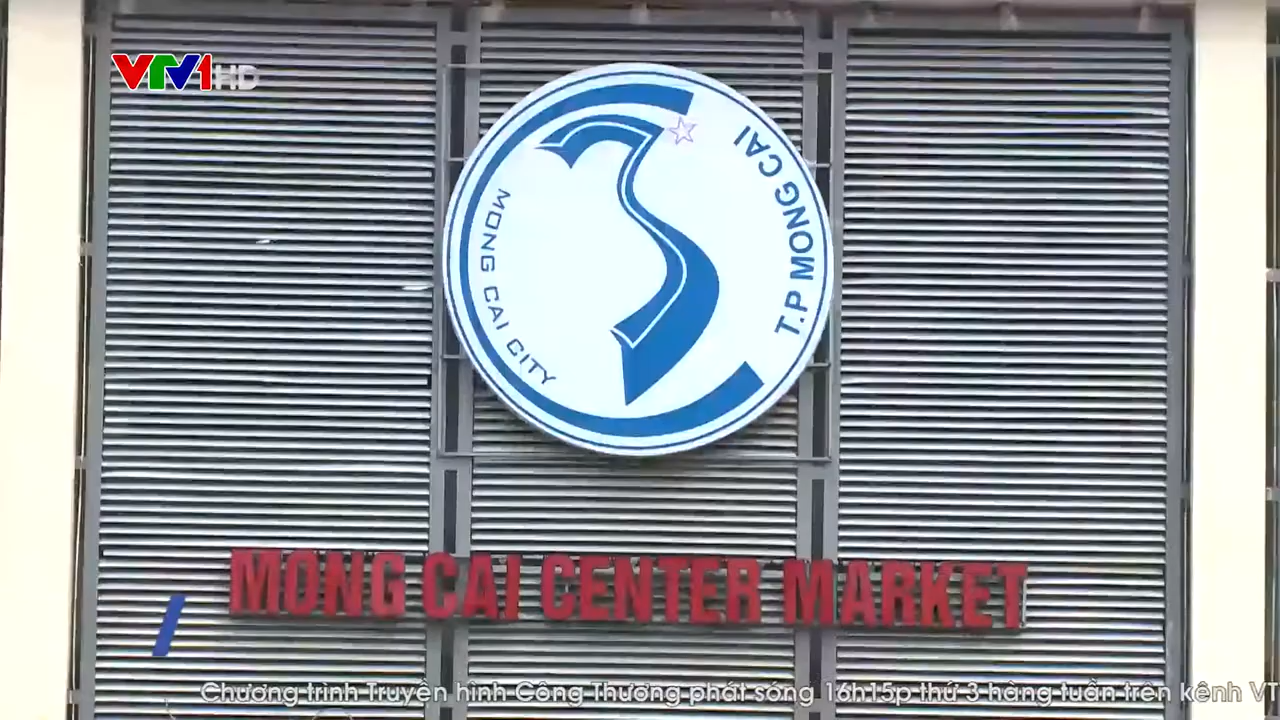 VTV1 HD
T.P MONG CAI
MONG CAI CITY
MONG CAI CENTER MARKET
Chương trình Truyền hình Công Thương phát sóng 16h15p thứ 3 hàng tuần trên kênh VT